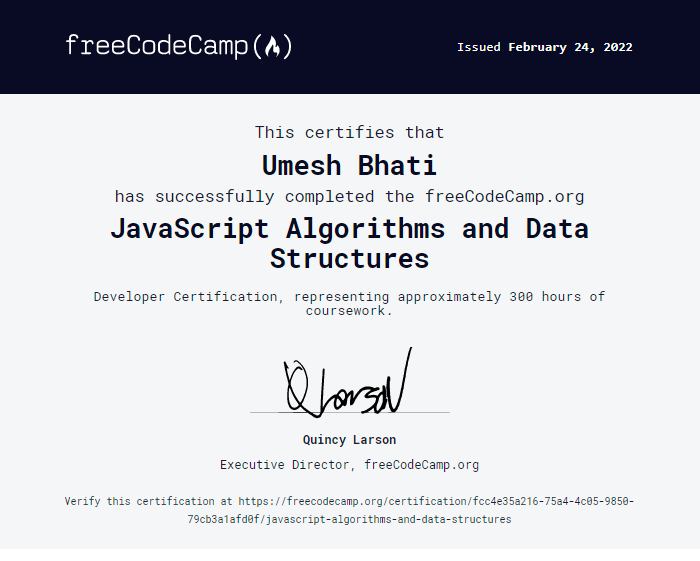 freeCodeCamp(🔥)
Issued February 24, 2022
This certifies that
Umesh Bhati
has successfully completed the freeCodeCamp.org
JavaScript Algorithms and Data
Structures
Developer Certification, representing approximately 300 hours of
coursework.
Q Larson
Quincy Larson
Executive Director, freeCodeCamp.org
Verify this certification at https://freecodecamp.org/certification/fcc4e35a216-75a4-4c05-9850-
79cb3a1afd0f/javascript-algorithms-and-data-structures